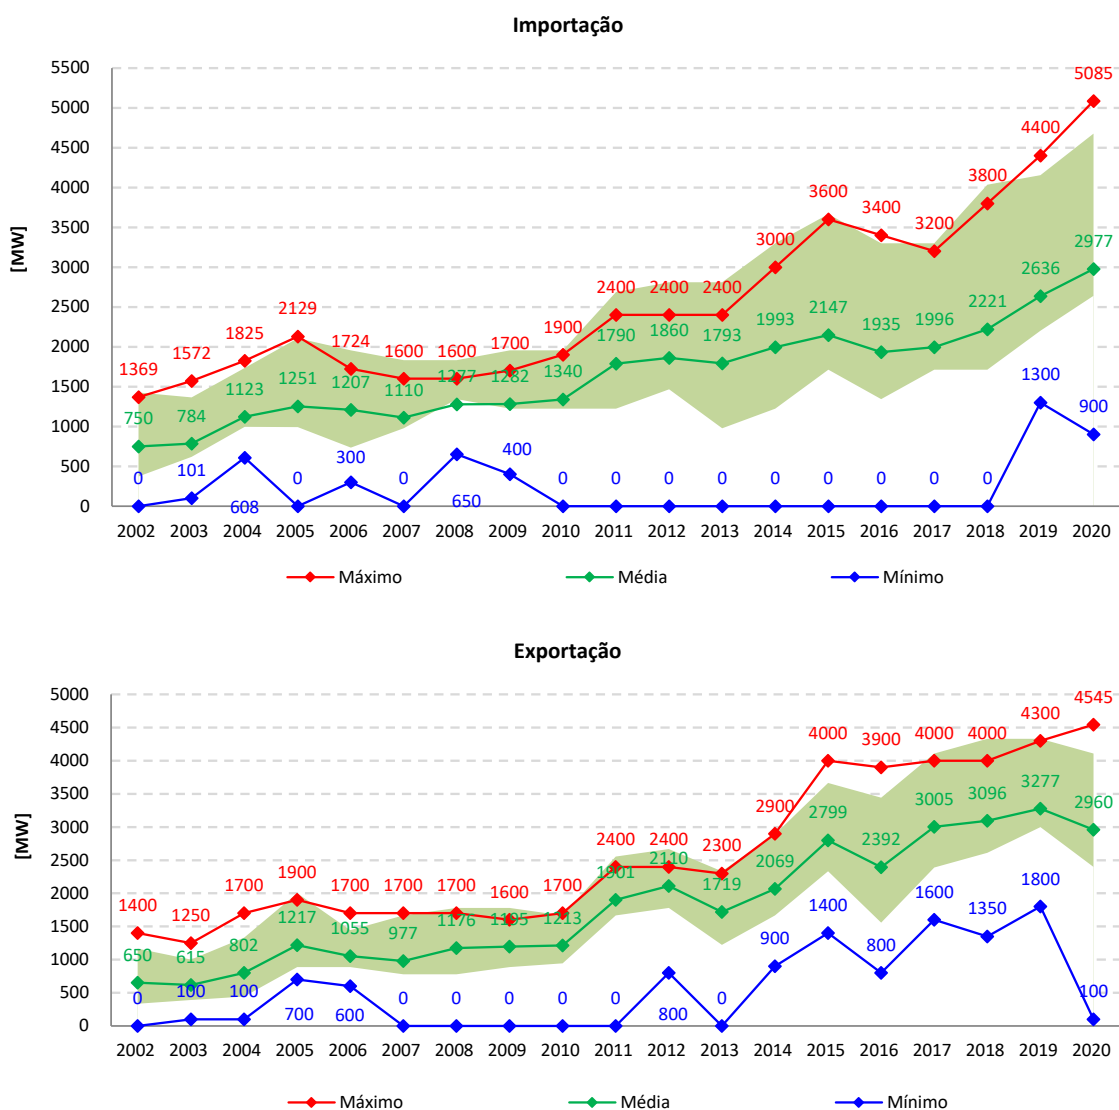 Importação
5500
5000
4500
4000
3500
3000
2500
2000
1500
1000
500
0
[MW]
1369 1572 1825 2129 1724 1600 1600 1700 1900 2400 2400 2400 3000 3600 3400 3200 3800 4400 5085
750 784 1123 1251 1207 1110 1277 1282 1340 1790 1860 1793 1993 2147 1935 1996 2221 2636 2977
0 101 608 0 300 0 650 400 0 0 0 0 0 0 0 0 0 1300 900
2002 2003 2004 2005 2006 2007 2008 2009 2010 2011 2012 2013 2014 2015 2016 2017 2018 2019 2020
Máximo Média Mínimo
Exportação
5000
4500
4000
3500
3000
2500
2000
1500
1000
500
0
[MW]
1400 1250 1700 1900 1700 1700 1700 1600 1700 2400 2400 2300 2900 4000 3900 4000 4000 4300 4545
650 615 802 1217 1055 977 1176 1195 1213 1901 2110 1719 2069 2799 2392 3005 3096 3277 2960
0 100 100 700 600 0 0 0 0 0 800 0 900 1400 800 1600 1350 1800 100
2002 2003 2004 2005 2006 2007 2008 2009 2010 2011 2012 2013 2014 2015 2016 2017 2018 2019 2020
Máximo Média Mínimo